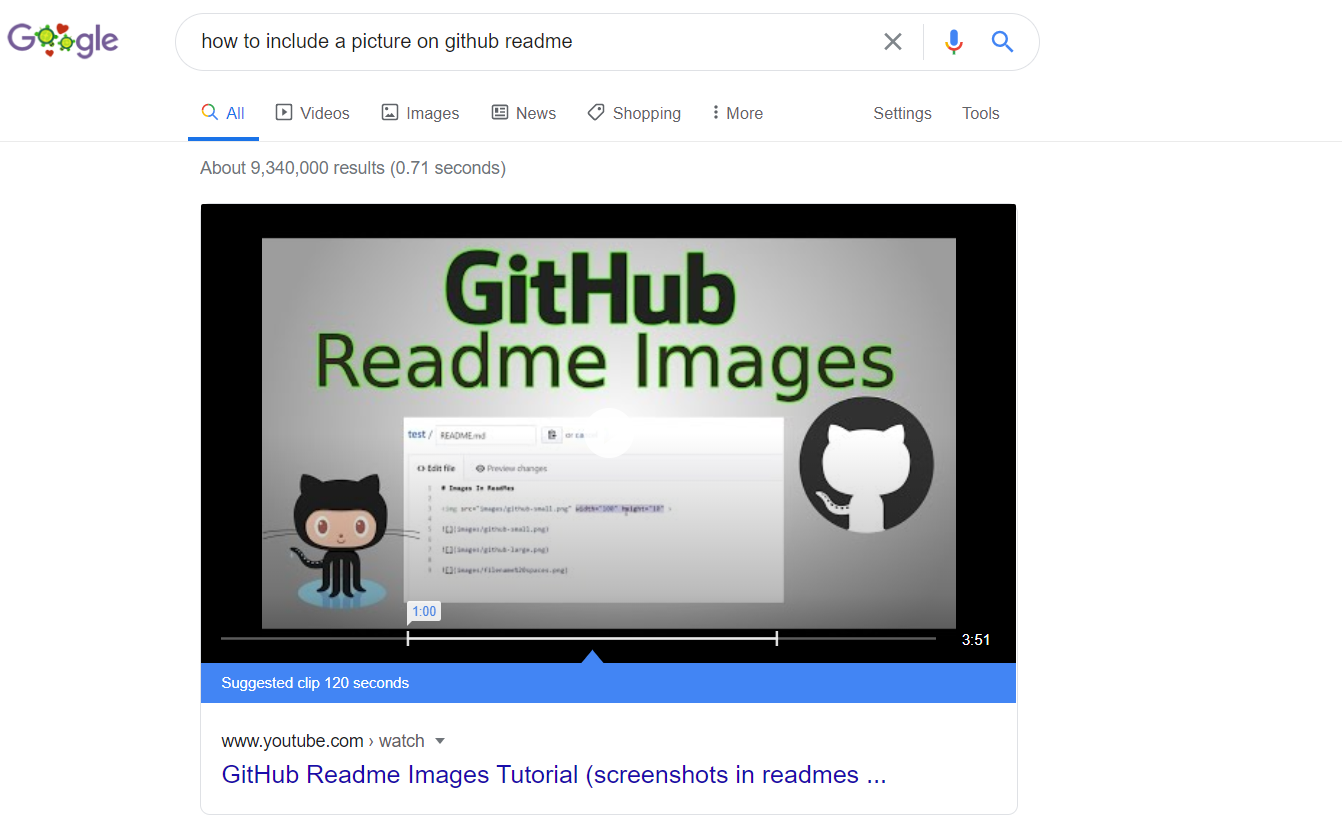 Google
how to include a picture on github readme
All Videos Images News Shopping More Settings Tools
About 9,340,000 results (0.71 seconds)
GitHub
Readme Images
test / README.md or
Edit file Preview changes
1 # Images In ReadMes
2
3 <img src="images/github-small.png" width="100" height="18" >
4
5 ![](images/github-small.png)
6
7 ![](images/github-large.png)
8
9 ![](images/filename%20spaces.png)
1:00
3:51
Suggested clip 120 seconds
www.youtube.com › watch
GitHub Readme Images Tutorial (screenshots in readmes ...